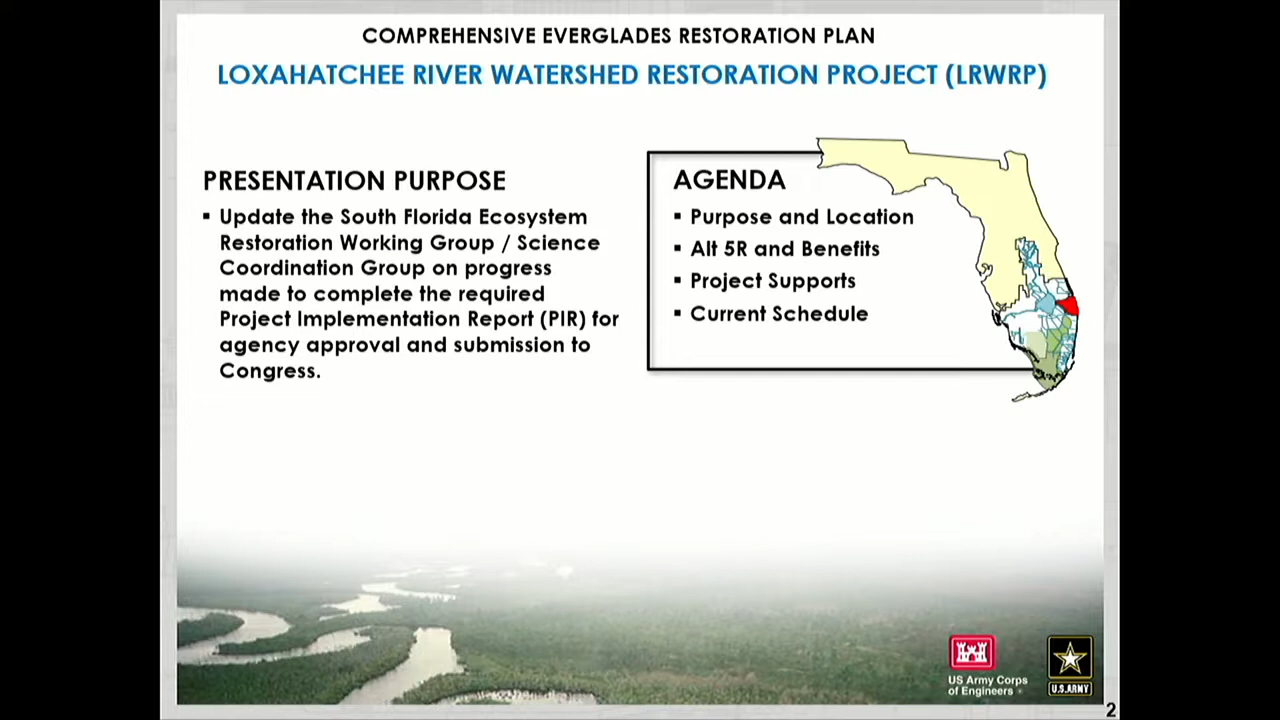 COMPREHENSIVE EVERGLADES RESTORATION PLAN
LOXAHATCHEE RIVER WATERSHED RESTORATION PROJECT (LRWRP)
PRESENTATION PURPOSE
▪ Update the South Florida Ecosystem
Restoration Working Group / Science
Coordination Group on progress
made to complete the required
Project Implementation Report (PIR) for
agency approval and submission to
Congress.
AGENDA
▪ Purpose and Location
▪ Alt 5R and Benefits
▪ Project Supports
▪ Current Schedule
US Army Corps
of Engineers
U.S.ARMY
2